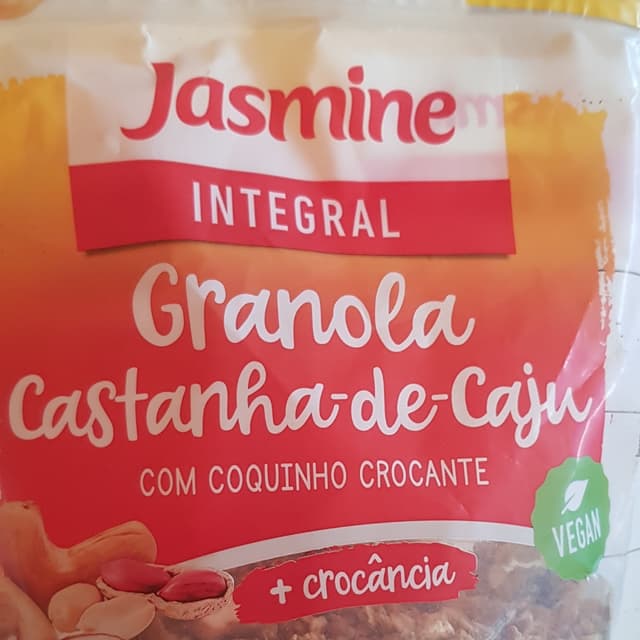 Jasmine
INTEGRAL
Granola
Castanha-de-Caju
COM COQUINHO CROCANTE
VEGAN
+ crocância